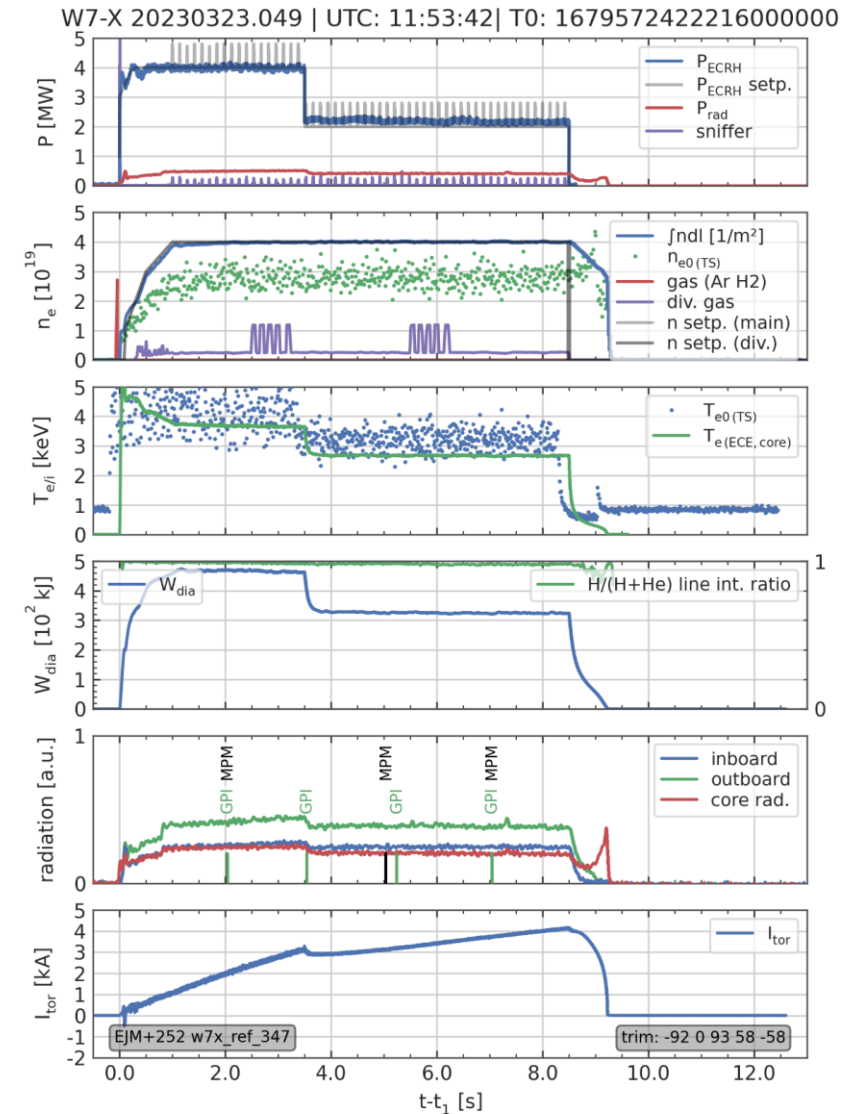 W7-X 20230323.049 | UTC: 11:53:42| T0: 1679572422216000000
P [MW]
5
4
3
2
1
0
P_ECRH
P_ECRH setp.
P_rad
sniffer
n_e [10^19]
5
4
3
2
1
0
∫ndl [1/m²]
n_e0 (TS)
gas (Ar H2)
div. gas
n setp. (main)
n setp. (div.)
T_e/i [keV]
5
4
3
2
1
0
T_e0 (TS)
T_e (ECE, core)
W_dia [10^2 kJ]
5
4
3
2
1
0
W_dia
H/(H+He) line int. ratio
1
0
radiation [a.u.]
1
0
GPI MPM
GPI
MPM
GPI
GPI MPM
inboard
outboard
core rad.
I_tor [kA]
5
4
3
2
1
0
-1
-2
I_tor
EJM+252 w7x_ref_347
trim: -92 0 93 58 -58
0.0 2.0 4.0 6.0 8.0 10.0 12.0
t-t_1 [s]